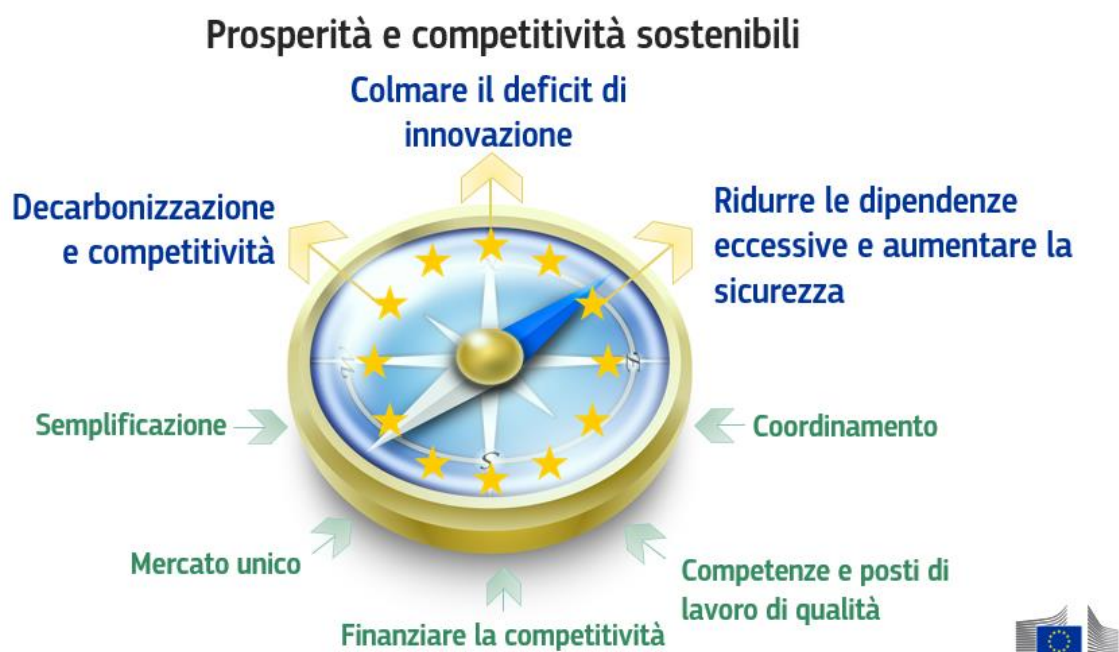 Prosperità e competitività sostenibili
Colmare il deficit di
innovazione
Decarbonizzazione
e competitività
Ridurre le dipendenze
eccessive e aumentare la
sicurezza
Semplificazione
Coordinamento
Mercato unico
Competenze e posti di
lavoro di qualità
Finanziare la competitività
E
S